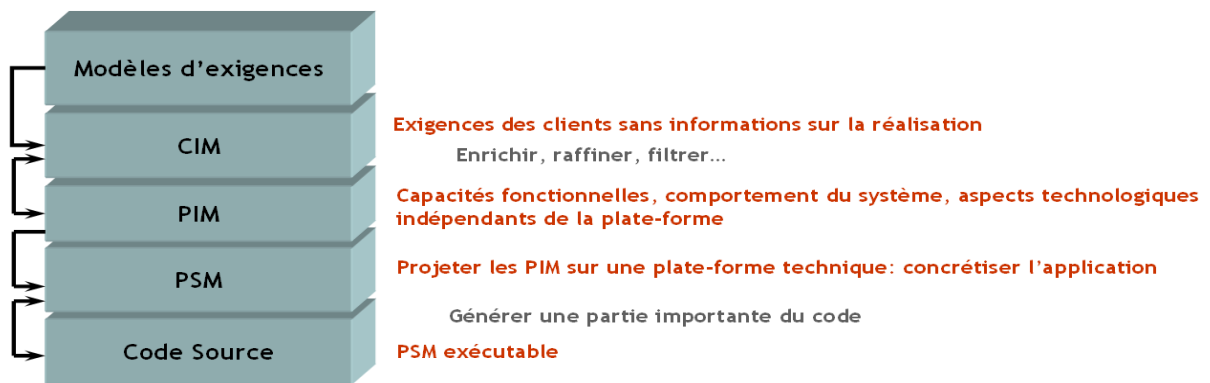 Modèles d'exigences
CIM
Exigences des clients sans informations sur la réalisation
Enrichir, raffiner, filtrer...
PIM
Capacités fonctionnelles, comportement du système, aspects technologiques
indépendants de la plate-forme
PSM
Projeter les PIM sur une plate-forme technique: concrétiser l'application
Générer une partie importante du code
Code Source
PSM exécutable